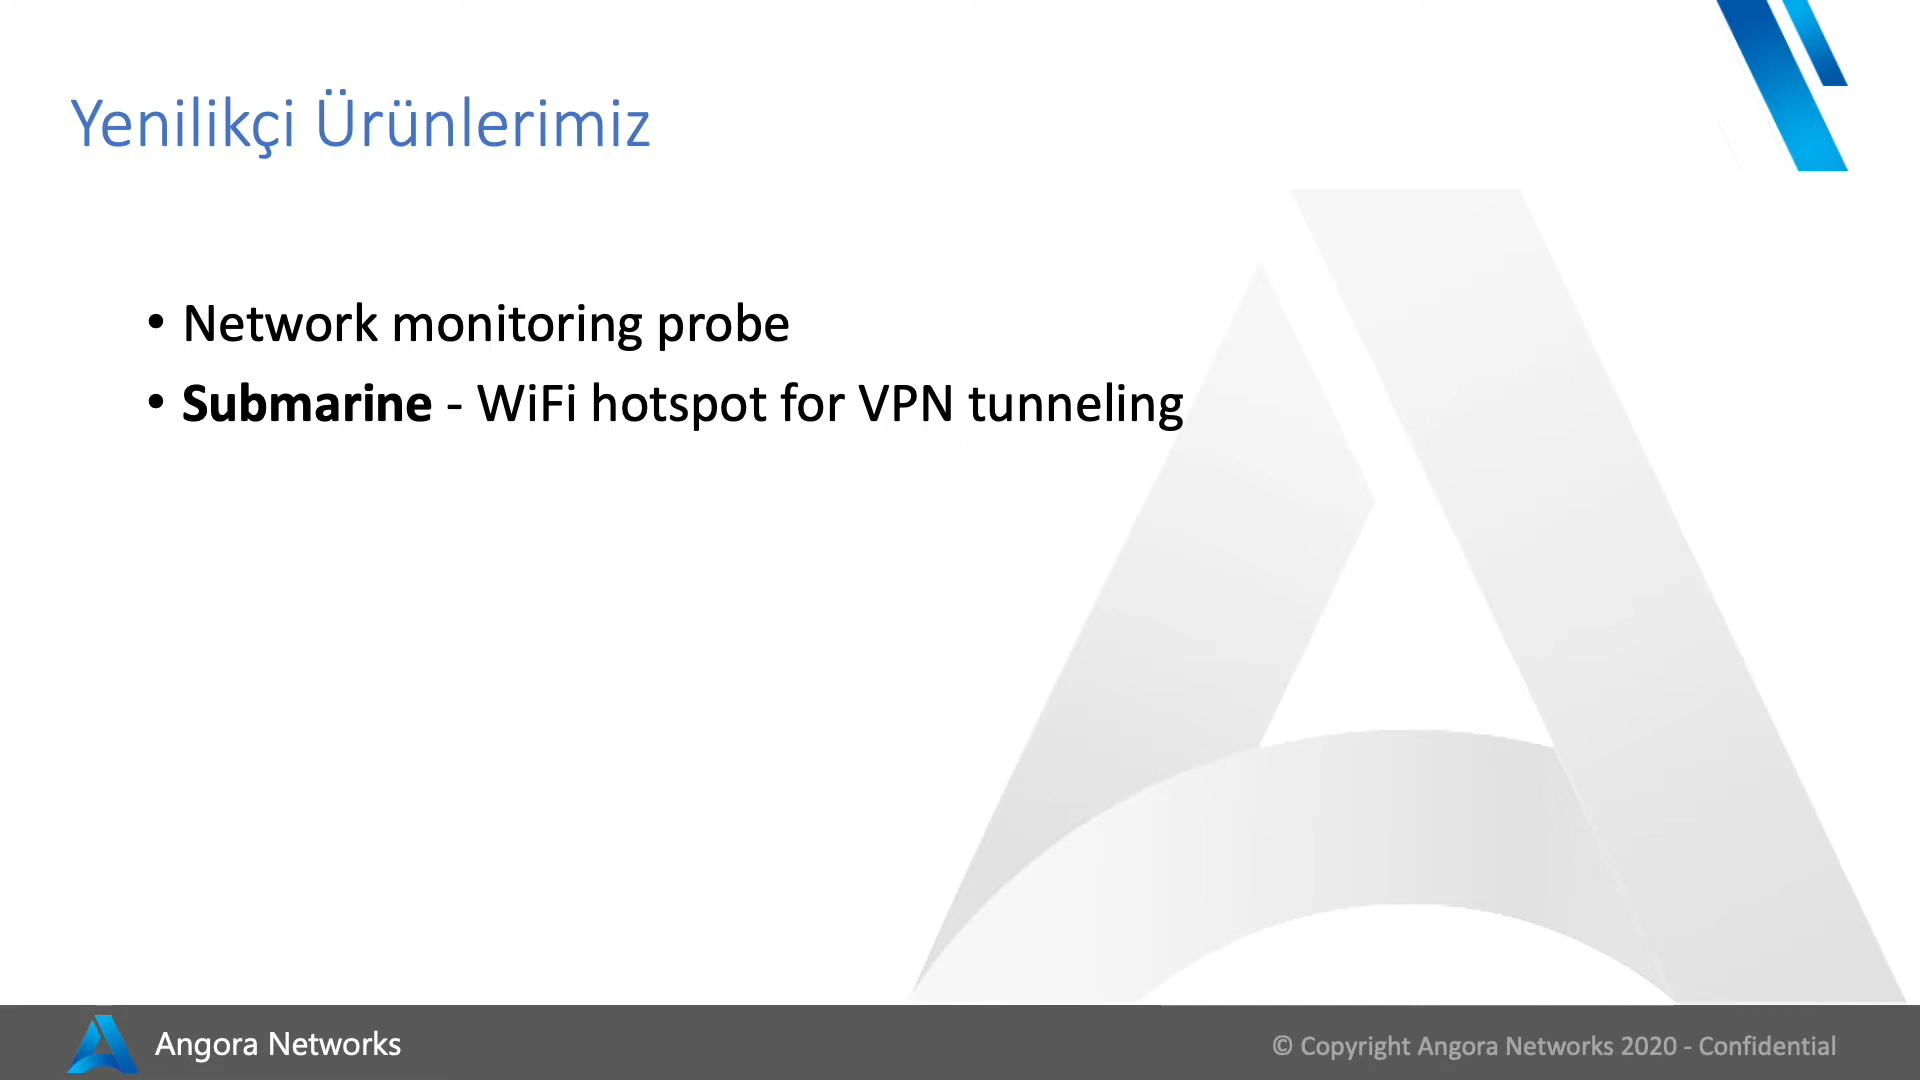 Yenilikçi Ürünlerimiz
• Network monitoring probe
• Submarine - WiFi hotspot for VPN tunneling
Angora Networks
© Copyright Angora Networks 2020 - Confidential